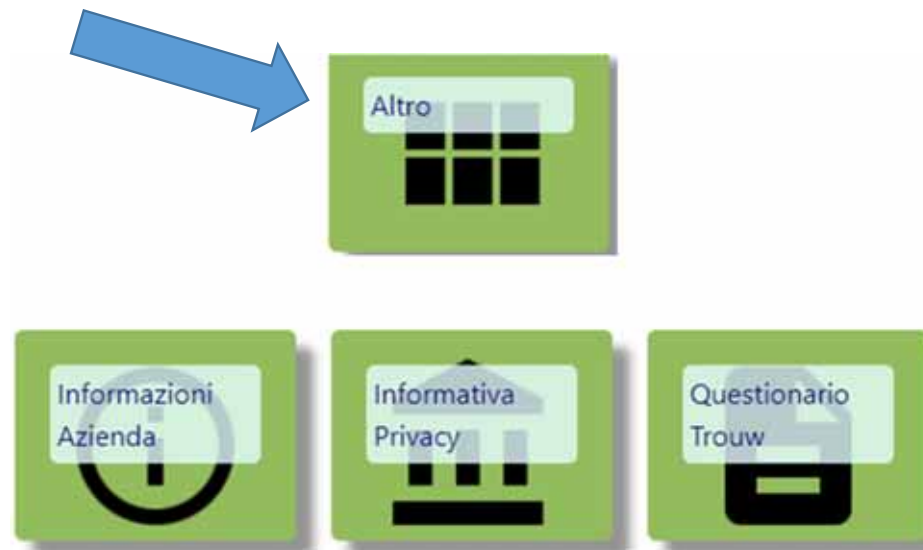 Altro
Informazioni
Azienda
Informativa
Privacy
Questionario
Trouw